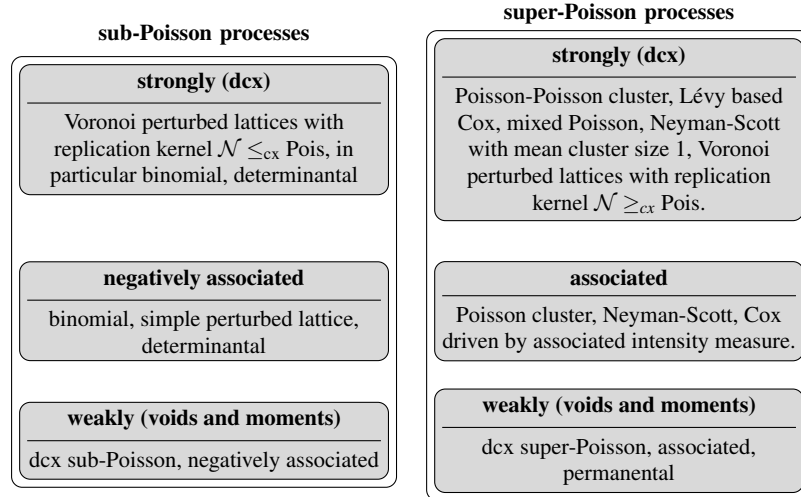 sub-Poisson processes
strongly (dcx)
Voronoi perturbed lattices with
replication kernel 𝒩 ≤cx Pois, in
particular binomial, determinantal
negatively associated
binomial, simple perturbed lattice,
determinantal
weakly (voids and moments)
dcx sub-Poisson, negatively associated
super-Poisson processes
strongly (dcx)
Poisson-Poisson cluster, Lévy based
Cox, mixed Poisson, Neyman-Scott
with mean cluster size 1, Voronoi
perturbed lattices with replication
kernel 𝒩 ≥cx Pois.
associated
Poisson cluster, Neyman-Scott, Cox
driven by associated intensity measure.
weakly (voids and moments)
dcx super-Poisson, associated,
permanental